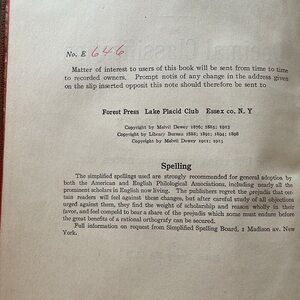 No. E 646
Matter of interest to users of this book will be sent from time to time
to recorded owners. Prompt notis of any change in the address given
on the slip inserted opposit this note should therefore be sent to
Forest Press Lake Placid Club Essex co. N. Y.
Copyright by Melvil Dewey 1876; 1885; 1913
Copyright by Library Bureau 1888; 1891; 1894; 1898
Copyright by Melvil Dewey 1911; 1915
Spelling
The simplified spellings used are strongly recommended for general adoption by
both the American and English Philological Associations, including nearly all the
prominent scholars in English now living. The publishers regret the prejudis that cer-
tain readers will feel against these changes, but after careful study of all objections
urged against them, they find the weight of scholarship and reason wholly in their
favor, and feel compeld to bear a share of the prejudis which some must endure before
the great benefits of a rational orthografy can be secured.
Full information on request from Simplified Spelling Board, 1 Madison av. New
York.